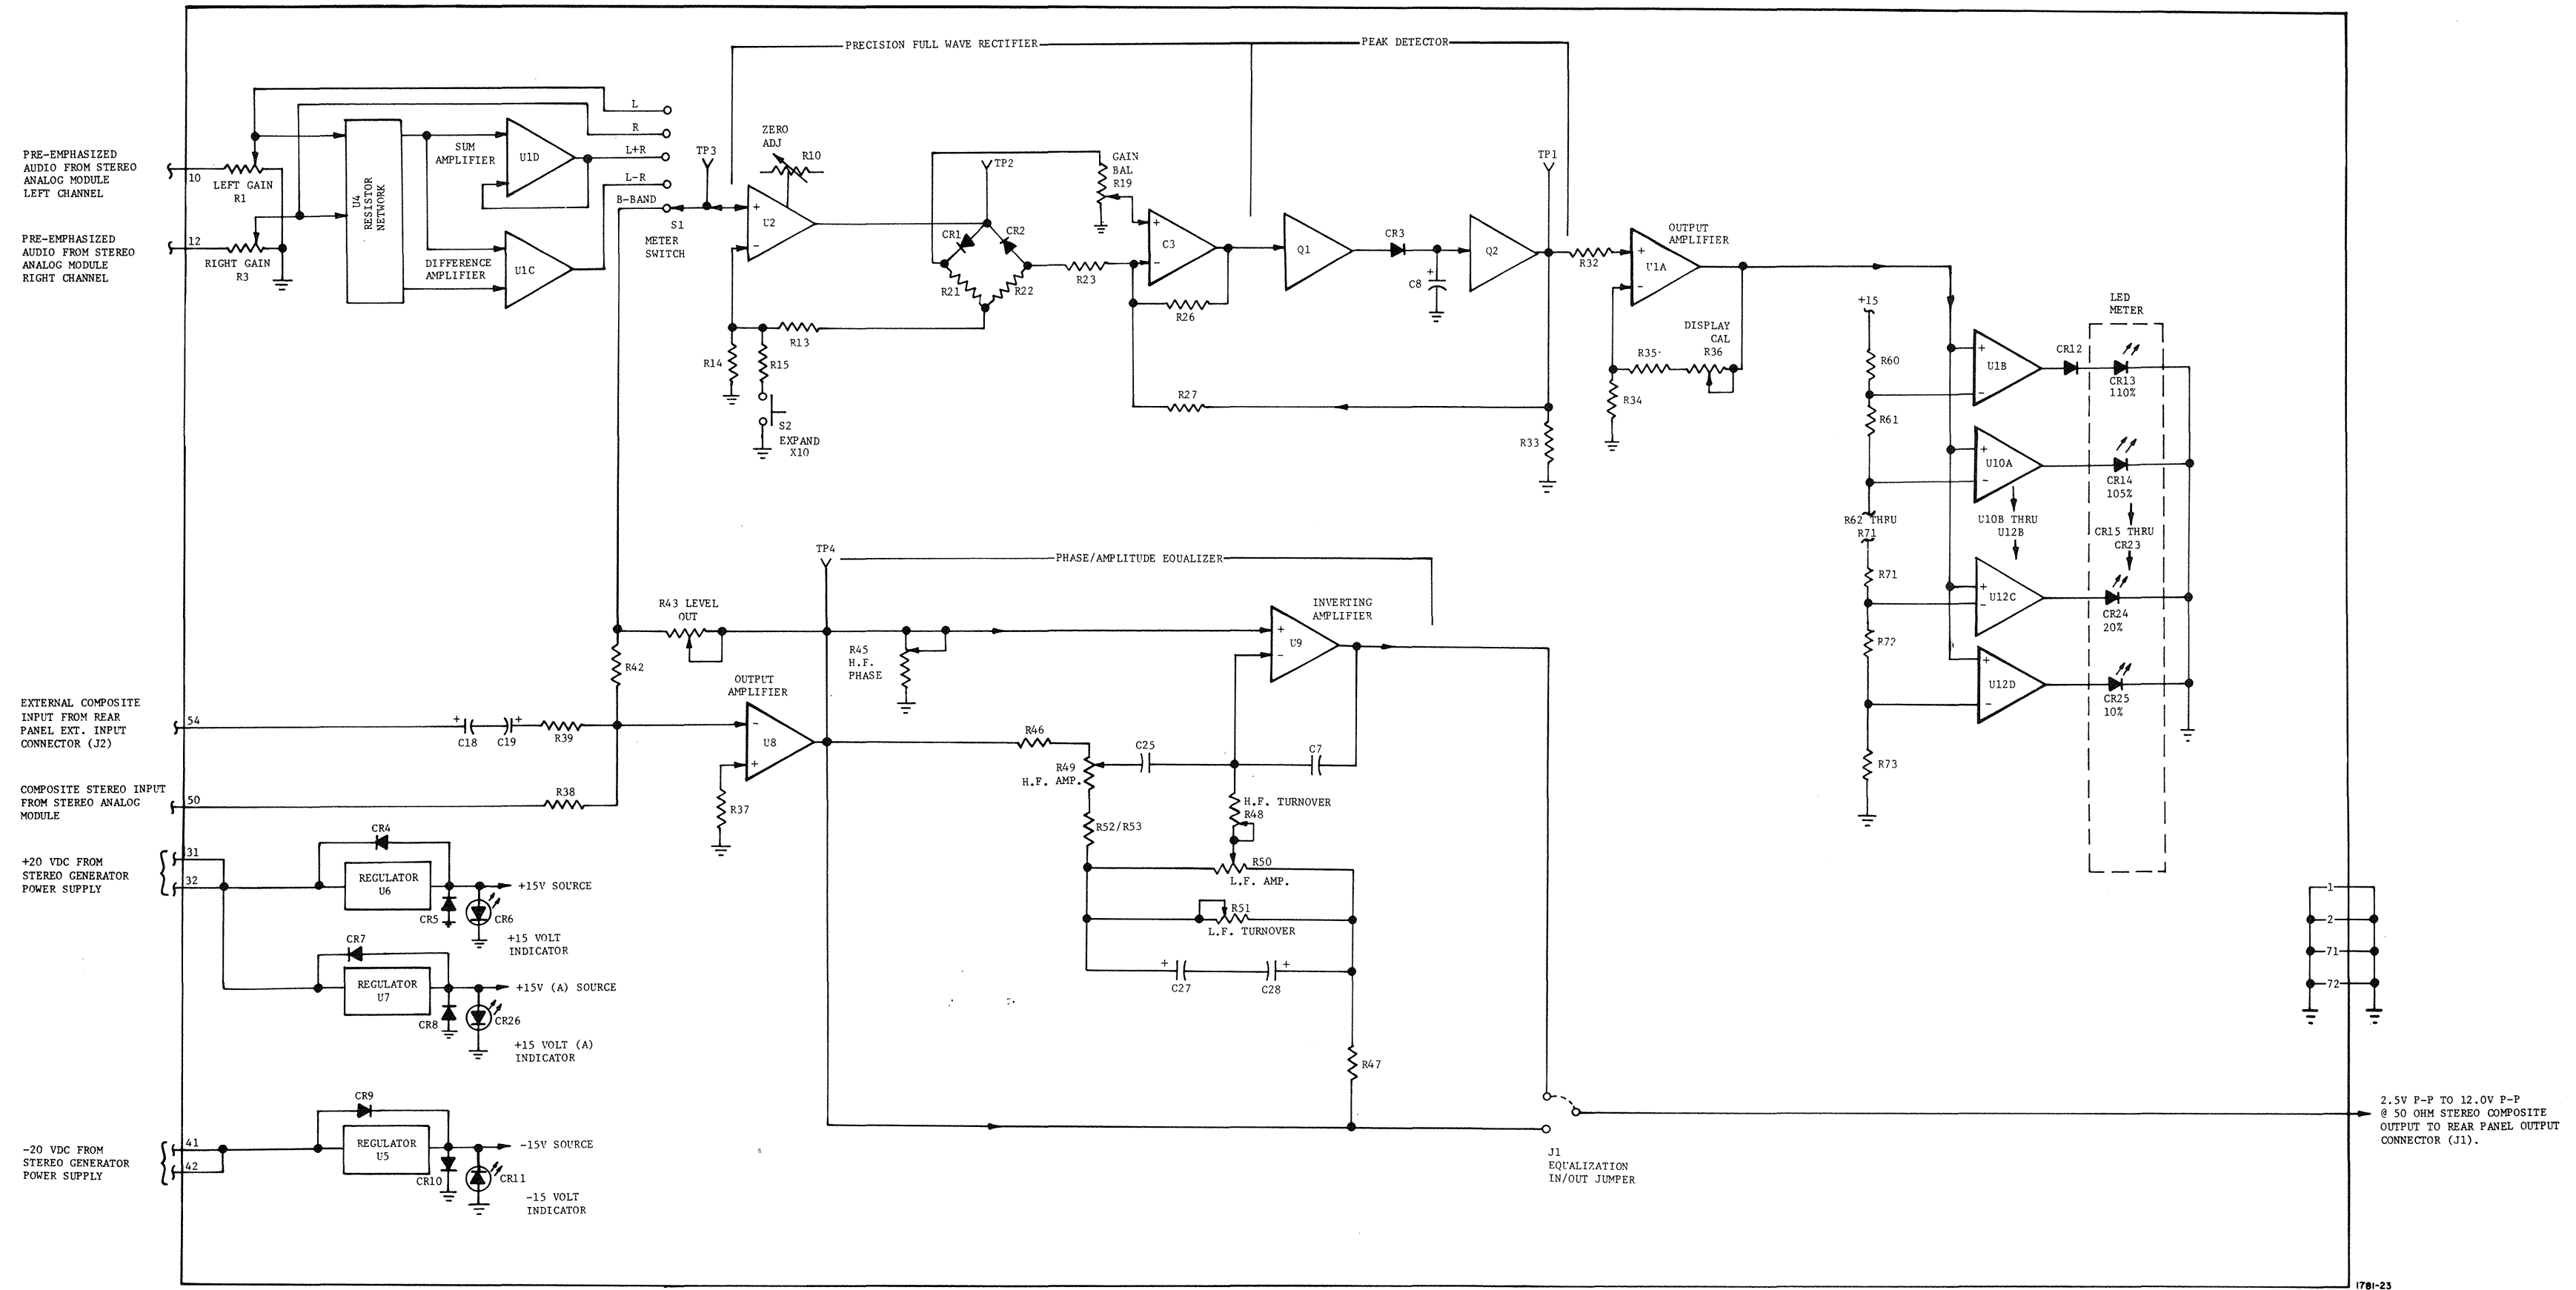 PRECISION FULL WAVE RECTIFIER
PEAK DETECTOR
PRE-EMPHASIZED
AUDIO FROM STEREO
ANALOG MODULE
LEFT CHANNEL
10
LEFT GAIN
R1
PRE-EMPHASIZED
AUDIO FROM STEREO
ANALOG MODULE
RIGHT CHANNEL
12
RIGHT GAIN
R3
U4
RESISTOR
NETWORK
SUM
AMPLIFIER
U1D
DIFFERENCE
AMPLIFIER
U1C
L
R
L+R
L-R
B-BAND
S1
METER
SWITCH
TP3
ZERO
ADJ
R10
+
U2
-
R14
R15
R13
S2
EXPAND
X10
TP2
CR1
CR2
R21
R22
GAIN
BAL
R19
R23
+
C3
-
R26
R27
Q1
CR3
+
C8
Q2
TP1
R32
R33
OUTPUT
AMPLIFIER
+
U1A
-
DISPLAY
CAL
R35
R36
R34
+15
R60
R61
R62 THRU
R71
R71
R72
R73
LED
METER
+
U1B
-
CR12
CR13
110%
+
U10A
-
CR14
105%
U10B THRU
U12B
CR15 THRU
CR23
+
U12C
-
CR24
20%
+
U12D
-
CR25
10%
TP4
PHASE/AMPLITUDE EQUALIZER
R43 LEVEL
OUT
R42
R45
H.F.
PHASE
INVERTING
AMPLIFIER
+
U9
-
EXTERNAL COMPOSITE
INPUT FROM REAR
PANEL EXT. INPUT
CONNECTOR (J2)
54
+
C18
+
C19
R39
OUTPUT
AMPLIFIER
-
U8
+
R37
COMPOSITE STEREO INPUT
FROM STEREO ANALOG
MODULE
50
R38
R46
R49
H.F. AMP.
C25
C7
H.F. TURNOVER
R48
R52/R53
R50
L.F. AMP.
R51
L.F. TURNOVER
+
C27
+
C28
R47
+20 VDC FROM
STEREO GENERATOR
POWER SUPPLY
31
32
CR4
REGULATOR
U6
+15V SOURCE
CR5
CR6
+15 VOLT
INDICATOR
CR7
REGULATOR
U7
+15V (A) SOURCE
CR8
CR26
+15 VOLT (A)
INDICATOR
-20 VDC FROM
STEREO GENERATOR
POWER SUPPLY
41
42
CR9
REGULATOR
U5
-15V SOURCE
CR10
CR11
-15 VOLT
INDICATOR
J1
EQUALIZATION
IN/OUT JUMPER
1
2
71
72
2.5V P-P TO 12.0V P-P
@ 50 OHM STEREO COMPOSITE
OUTPUT TO REAR PANEL OUTPUT
CONNECTOR (J1).
1781-23